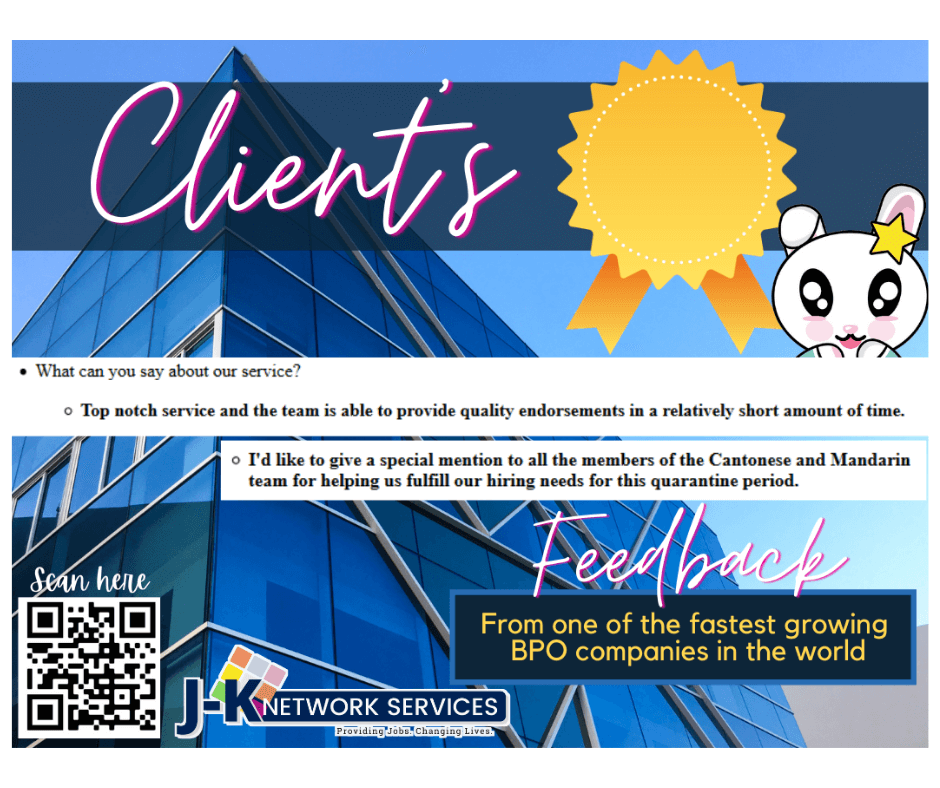 Client's
• What can you say about our service?
○ Top notch service and the team is able to provide quality endorsements in a relatively short amount of time.
○ I'd like to give a special mention to all the members of the Cantonese and Mandarin
team for helping us fulfill our hiring needs for this quarantine period.
Feedback
From one of the fastest growing
BPO companies in the world
Scan here
J-K NETWORK SERVICES
Providing Jobs. Changing Lives.